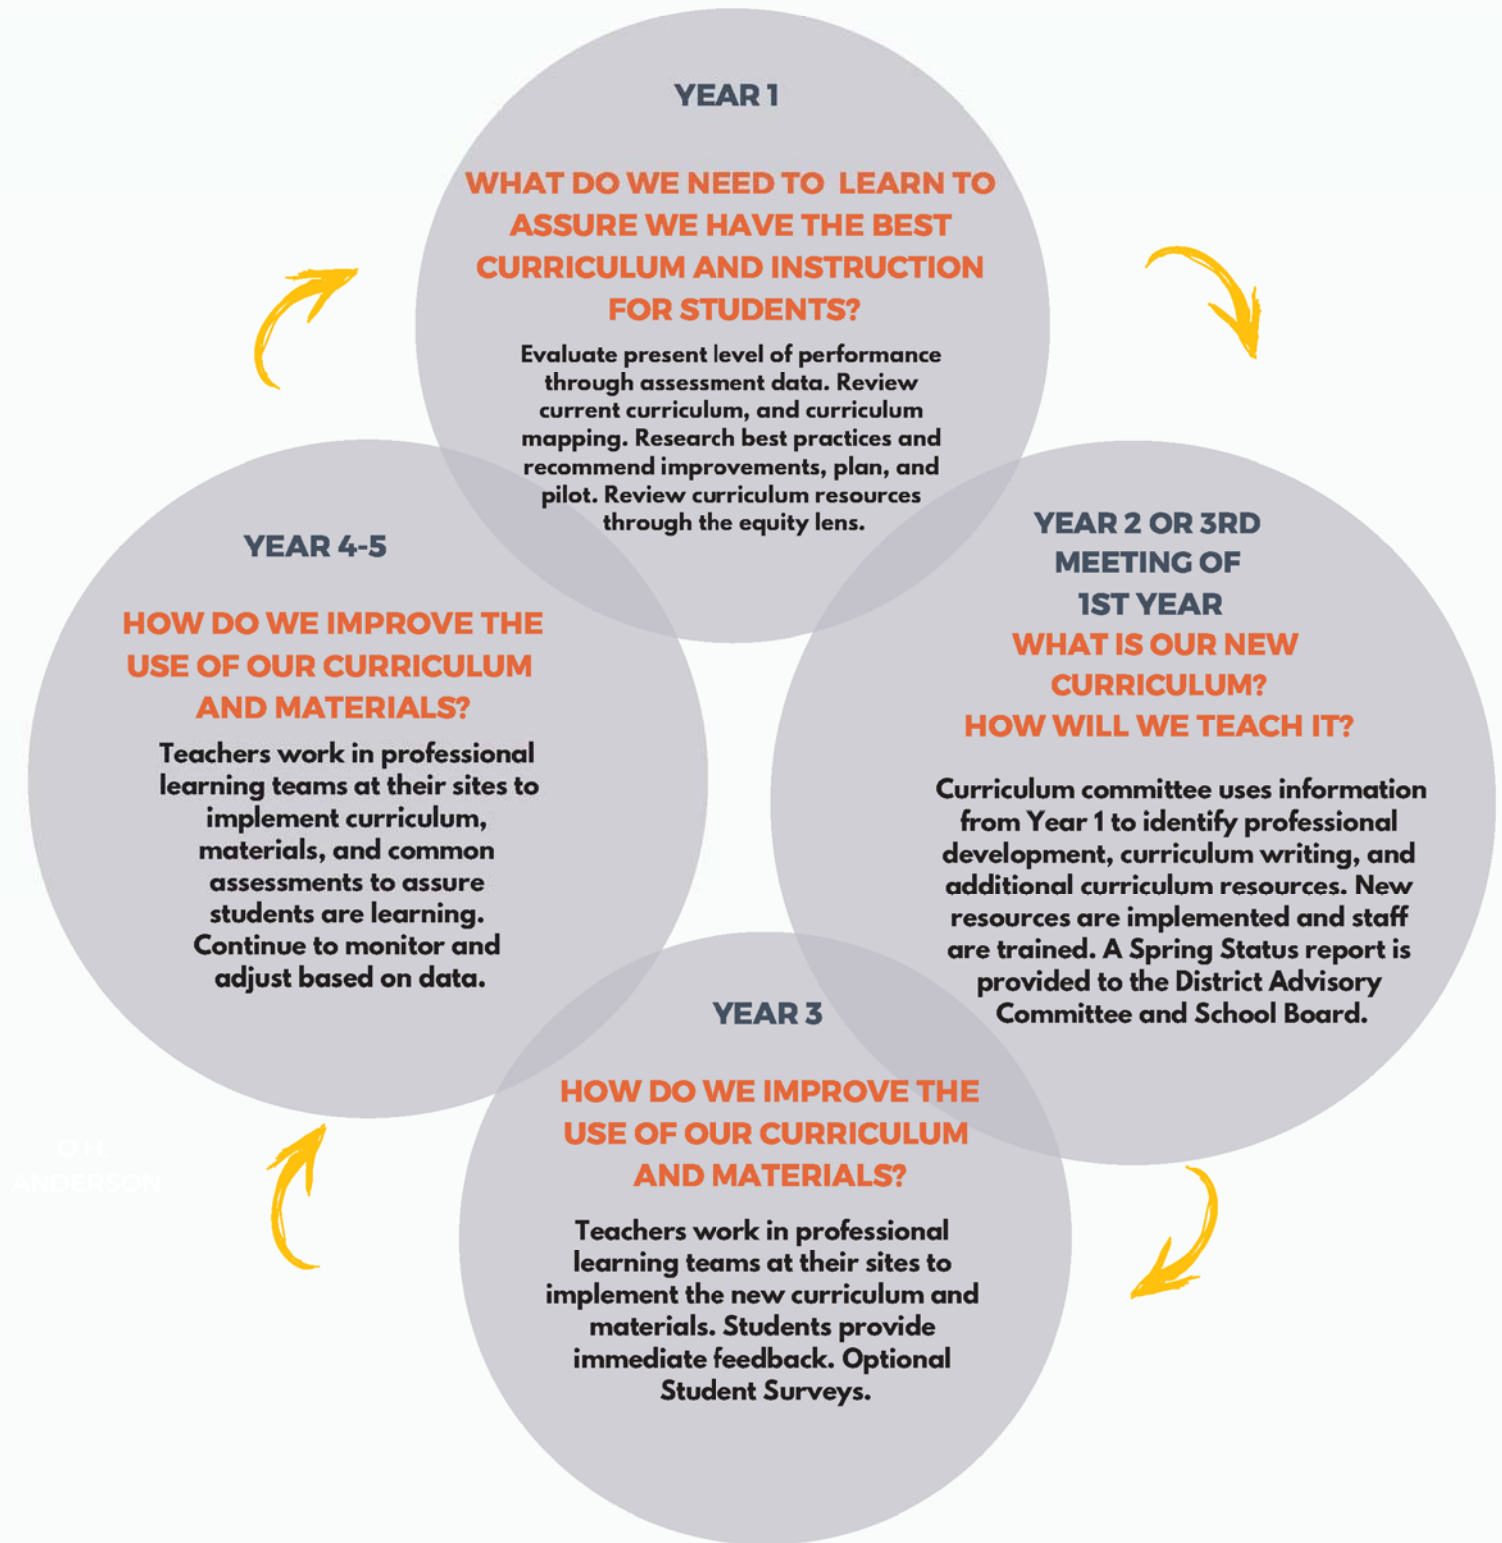 YEAR 1
WHAT DO WE NEED TO LEARN TO
ASSURE WE HAVE THE BEST
CURRICULUM AND INSTRUCTION
FOR STUDENTS?
Evaluate present level of performance
through assessment data. Review
current curriculum, and curriculum
mapping. Research best practices and
recommend improvements, plan, and
pilot. Review curriculum resources
through the equity lens.
YEAR 2 OR 3RD
MEETING OF
1ST YEAR
WHAT IS OUR NEW
CURRICULUM?
HOW WILL WE TEACH IT?
Curriculum committee uses information
from Year 1 to identify professional
development, curriculum writing, and
additional curriculum resources. New
resources are implemented and staff
are trained. A Spring Status report is
provided to the District Advisory
Committee and School Board.
YEAR 3
HOW DO WE IMPROVE THE
USE OF OUR CURRICULUM
AND MATERIALS?
Teachers work in professional
learning teams at their sites to
implement the new curriculum and
materials. Students provide
immediate feedback. Optional
Student Surveys.
YEAR 4-5
HOW DO WE IMPROVE THE
USE OF OUR CURRICULUM
AND MATERIALS?
Teachers work in professional
learning teams at their sites to
implement curriculum,
materials, and common
assessments to assure
students are learning.
Continue to monitor and
adjust based on data.
O.H.
ANDERSON